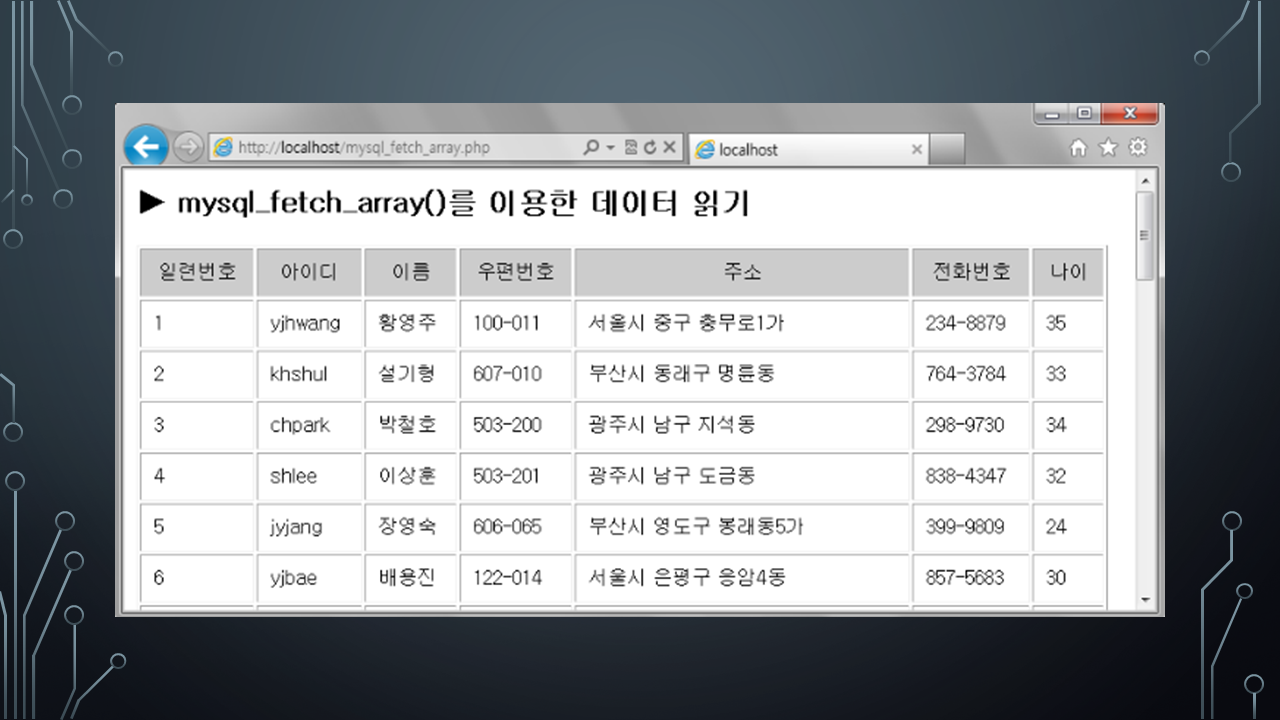 http://localhost/mysql_fetch_array.php
localhost
▶ mysql_fetch_array()를 이용한 데이터 읽기
일련번호 아이디 이름 우편번호 주소 전화번호 나이
1 yjhwang 황영주 100-011 서울시 중구 충무로1가 234-8879 35
2 khshul 설기형 607-010 부산시 동래구 명륜동 764-3784 33
3 chpark 박철호 503-200 광주시 남구 지석동 298-9730 34
4 shlee 이상훈 503-201 광주시 남구 도금동 838-4347 32
5 jyjang 장영숙 606-065 부산시 영도구 봉래동5가 399-9809 24
6 yjbae 배용진 122-014 서울시 은평구 응암4동 857-5683 30